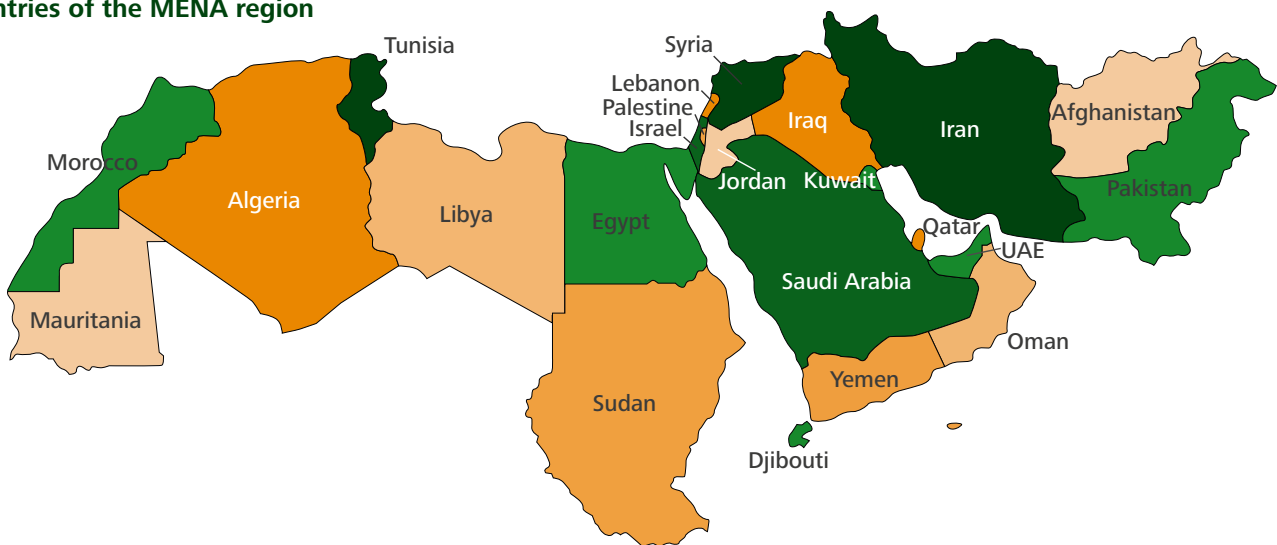 ntries of the MENA region
Tunisia
Syria
Lebanon
Palestine
Israel
Iraq
Iran
Afghanistan
Morocco
Jordan
Kuwait
Pakistan
Algeria
Libya
Egypt
Qatar
UAE
Saudi Arabia
Mauritania
Oman
Yemen
Sudan
Djibouti